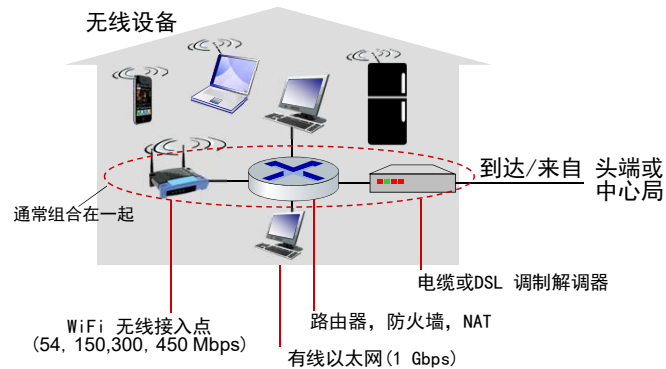 无线设备
到达/来自 头端或
中心局
通常组合在一起
电缆或DSL 调制解调器
WiFi 无线接入点
(54, 150,300, 450 Mbps)
路由器，防火墙，NAT
有线以太网(1 Gbps)